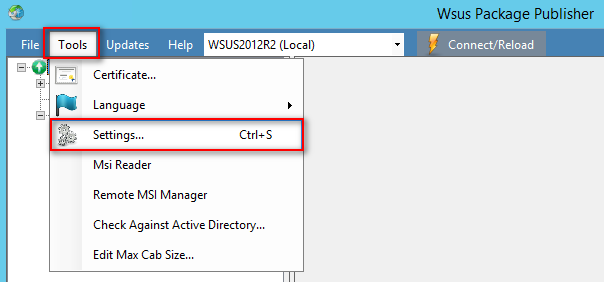 Wsus Package Publisher
File Tools Updates Help WSUS2012R2 (Local) Connect/Reload
Certificate...
Language
Settings... Ctrl+S
Msi Reader
Remote MSI Manager
Check Against Active Directory...
Edit Max Cab Size...